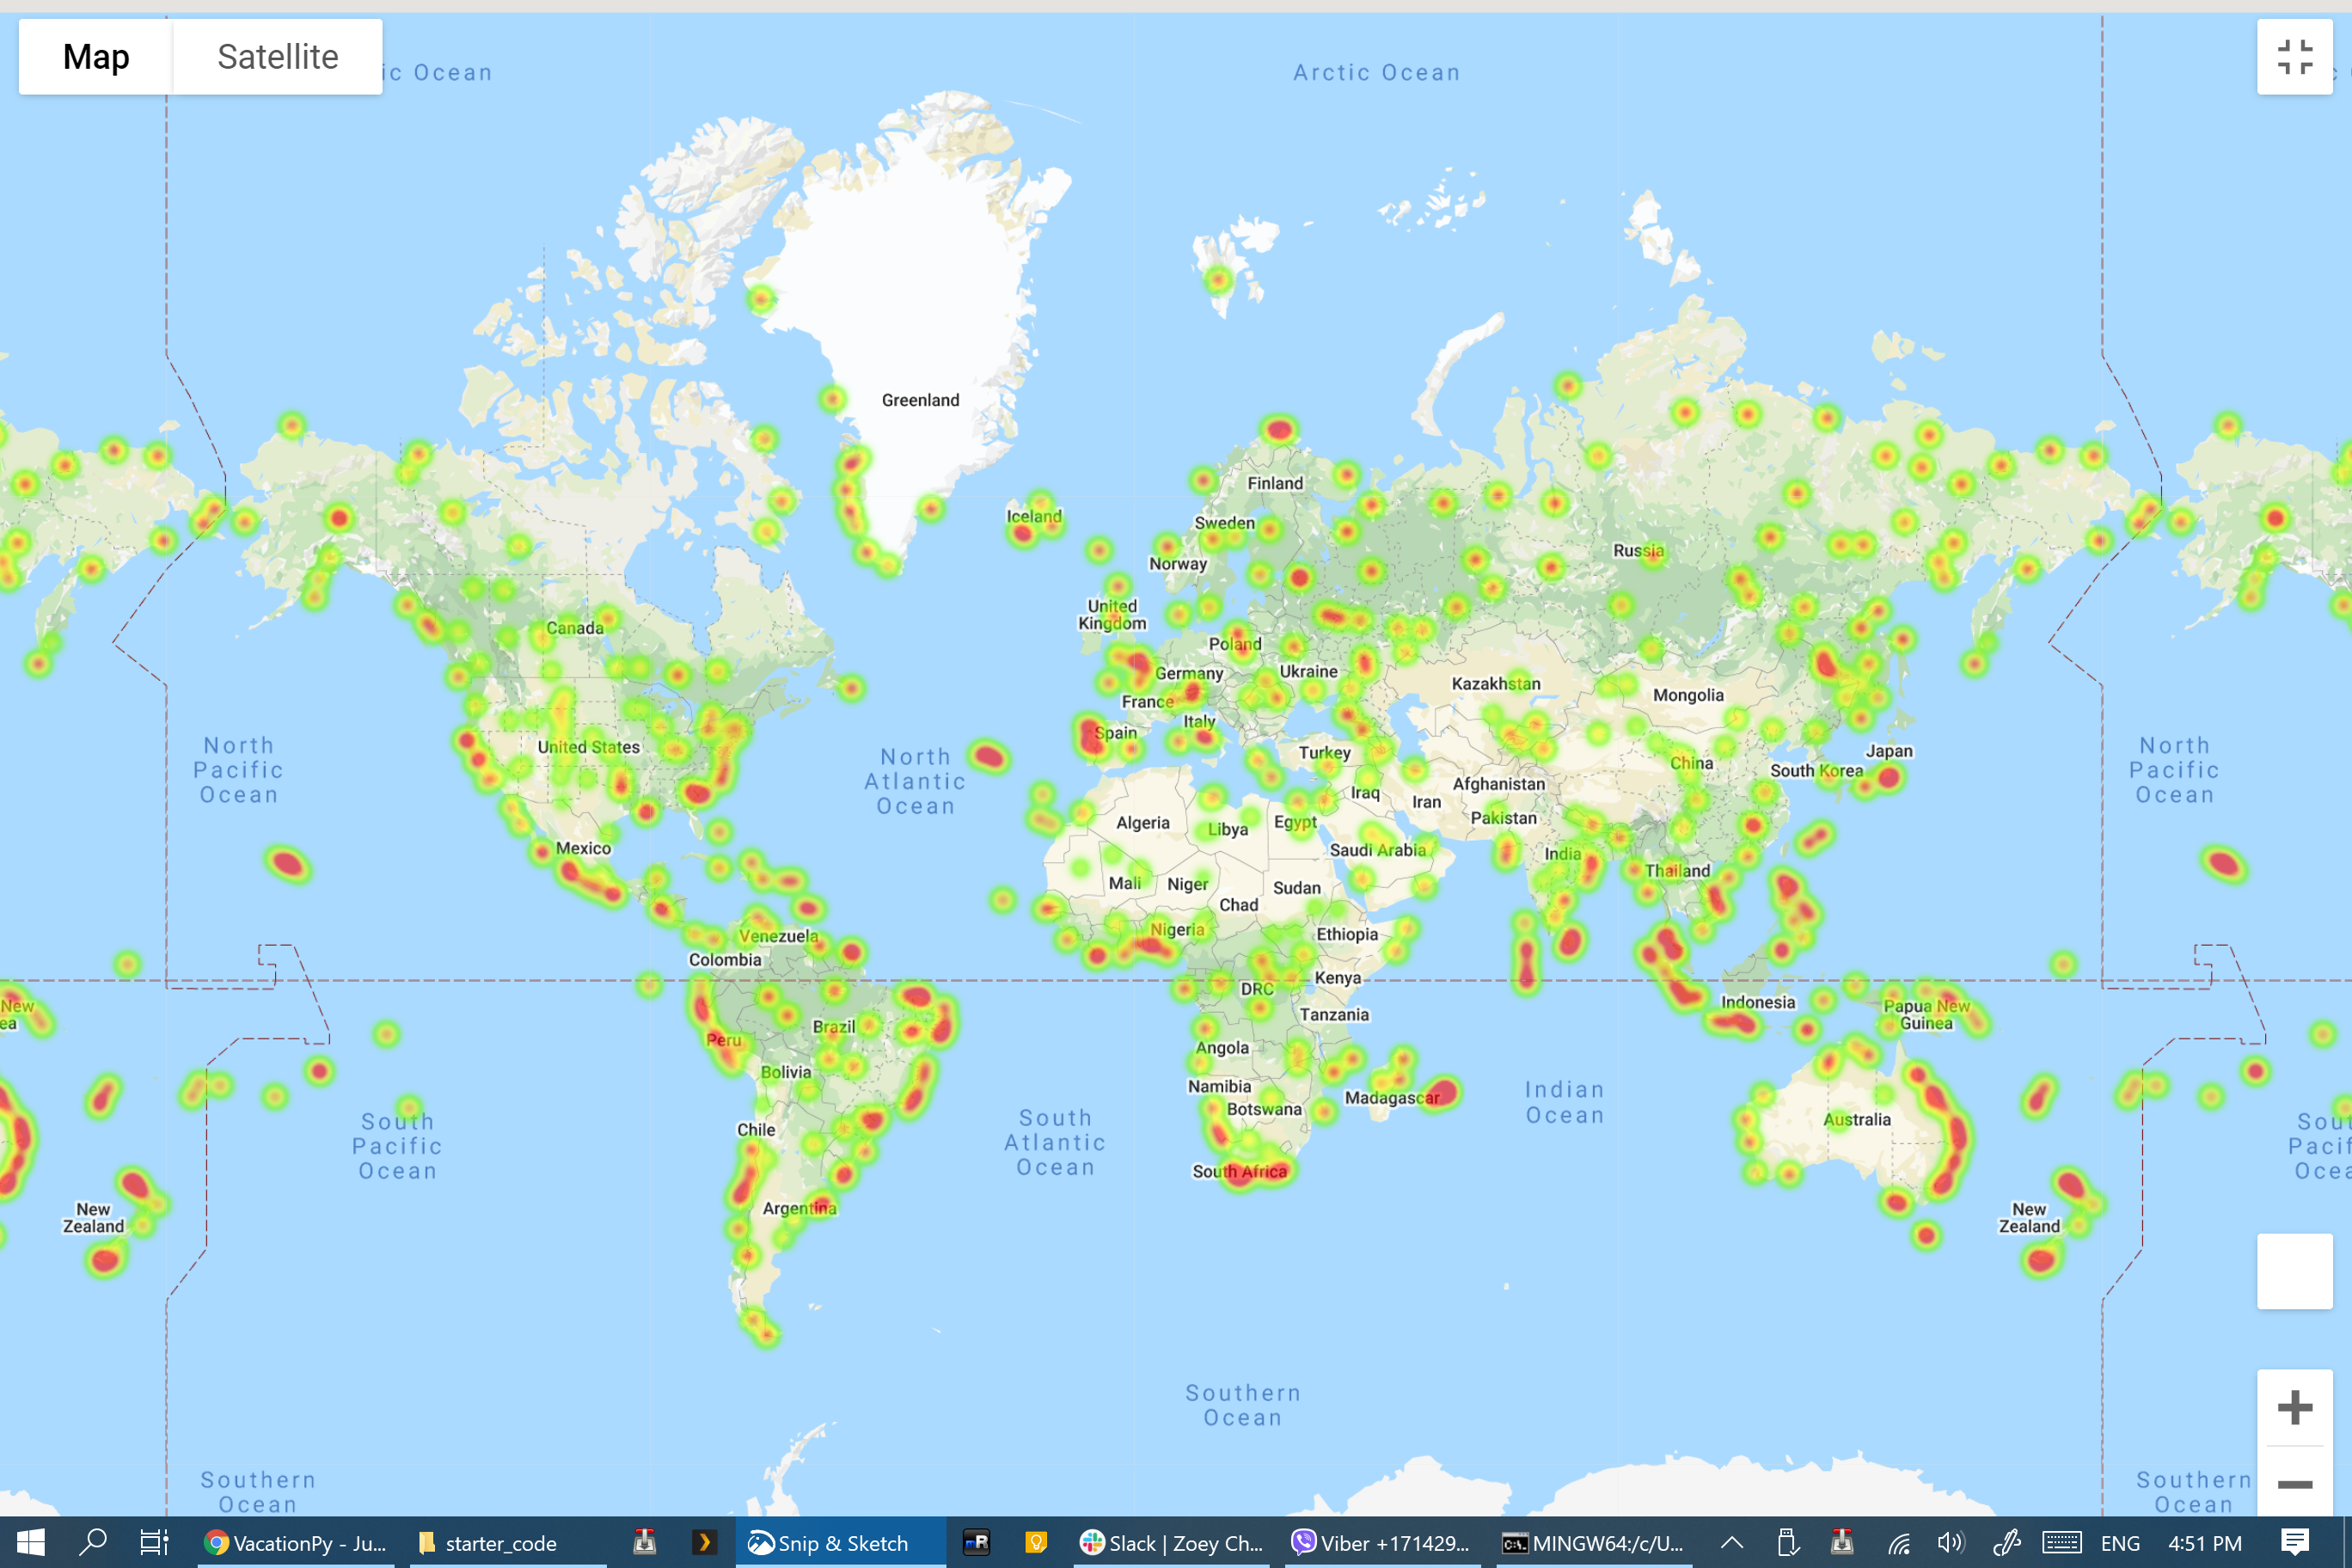 Map
Satellite
ic Ocean
Arctic Ocean
Greenland
Iceland
Finland
Sweden
Norway
Russia
United
Kingdom
Canada
Poland
Germany
Ukraine
France
Kazakhstan
Mongolia
Italy
Spain
United States
Turkey
Japan
South Korea
China
North
Pacific
Ocean
North
Atlantic
Ocean
North
Pacific
Ocean
Afghanistan
Iraq
Iran
Pakistan
Algeria
Libya
Egypt
Mexico
Saudi Arabia
India
Thailand
Mali
Niger
Sudan
Chad
Nigeria
Ethiopia
Venezuela
Colombia
Kenya
DRC
Indonesia
Papua New
Guinea
New
ea
Tanzania
Brazil
Peru
Angola
Bolivia
Namibia
Botswana
Madagascar
Indian
Ocean
Australia
Chile
South
Pacific
Ocean
South
Atlantic
Ocean
Sou
Pacif
Ocea
South Africa
Argentina
New
Zealand
New
Zealand
Southern
Ocean
Southern
Ocean
Southern
Ocean
VacationPy - Ju...
starter_code
Snip & Sketch
mR
Slack | Zoey Ch...
Viber +171429...
MINGW64:/c/U...
ENG
4:51 PM